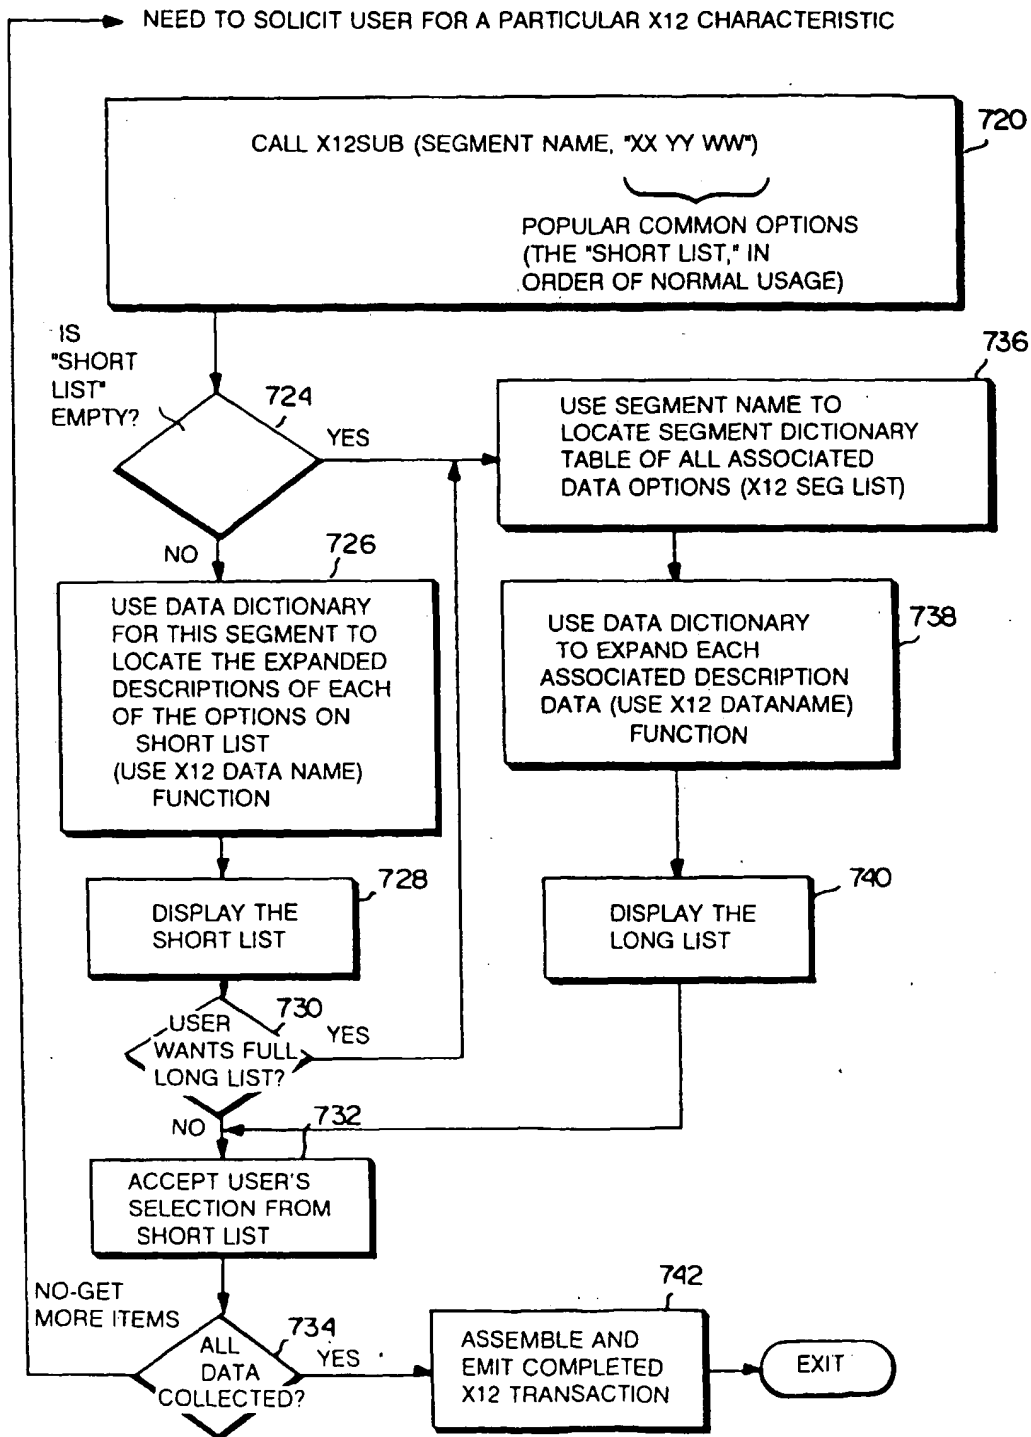 NEED TO SOLICIT USER FOR A PARTICULAR X12 CHARACTERISTIC
720
CALL X12SUB (SEGMENT NAME, "XX YY WW")
POPULAR COMMON OPTIONS
(THE "SHORT LIST," IN
ORDER OF NORMAL USAGE)
IS
"SHORT
LIST"
EMPTY?
724
YES
NO
736
USE SEGMENT NAME TO
LOCATE SEGMENT DICTIONARY
TABLE OF ALL ASSOCIATED
DATA OPTIONS (X12 SEG LIST)
726
USE DATA DICTIONARY
FOR THIS SEGMENT TO
LOCATE THE EXPANDED
DESCRIPTIONS OF EACH
OF THE OPTIONS ON
SHORT LIST
(USE X12 DATA NAME)
FUNCTION
738
USE DATA DICTIONARY
TO EXPAND EACH
ASSOCIATED DESCRIPTION
DATA (USE X12 DATANAME)
FUNCTION
728
DISPLAY THE
SHORT LIST
740
DISPLAY THE
LONG LIST
730
USER
WANTS FULL
LONG LIST?
YES
NO
732
ACCEPT USER'S
SELECTION FROM
SHORT LIST
NO-GET
MORE ITEMS
734
ALL
DATA
COLLECTED?
YES
742
ASSEMBLE AND
EMIT COMPLETED
X12 TRANSACTION
EXIT